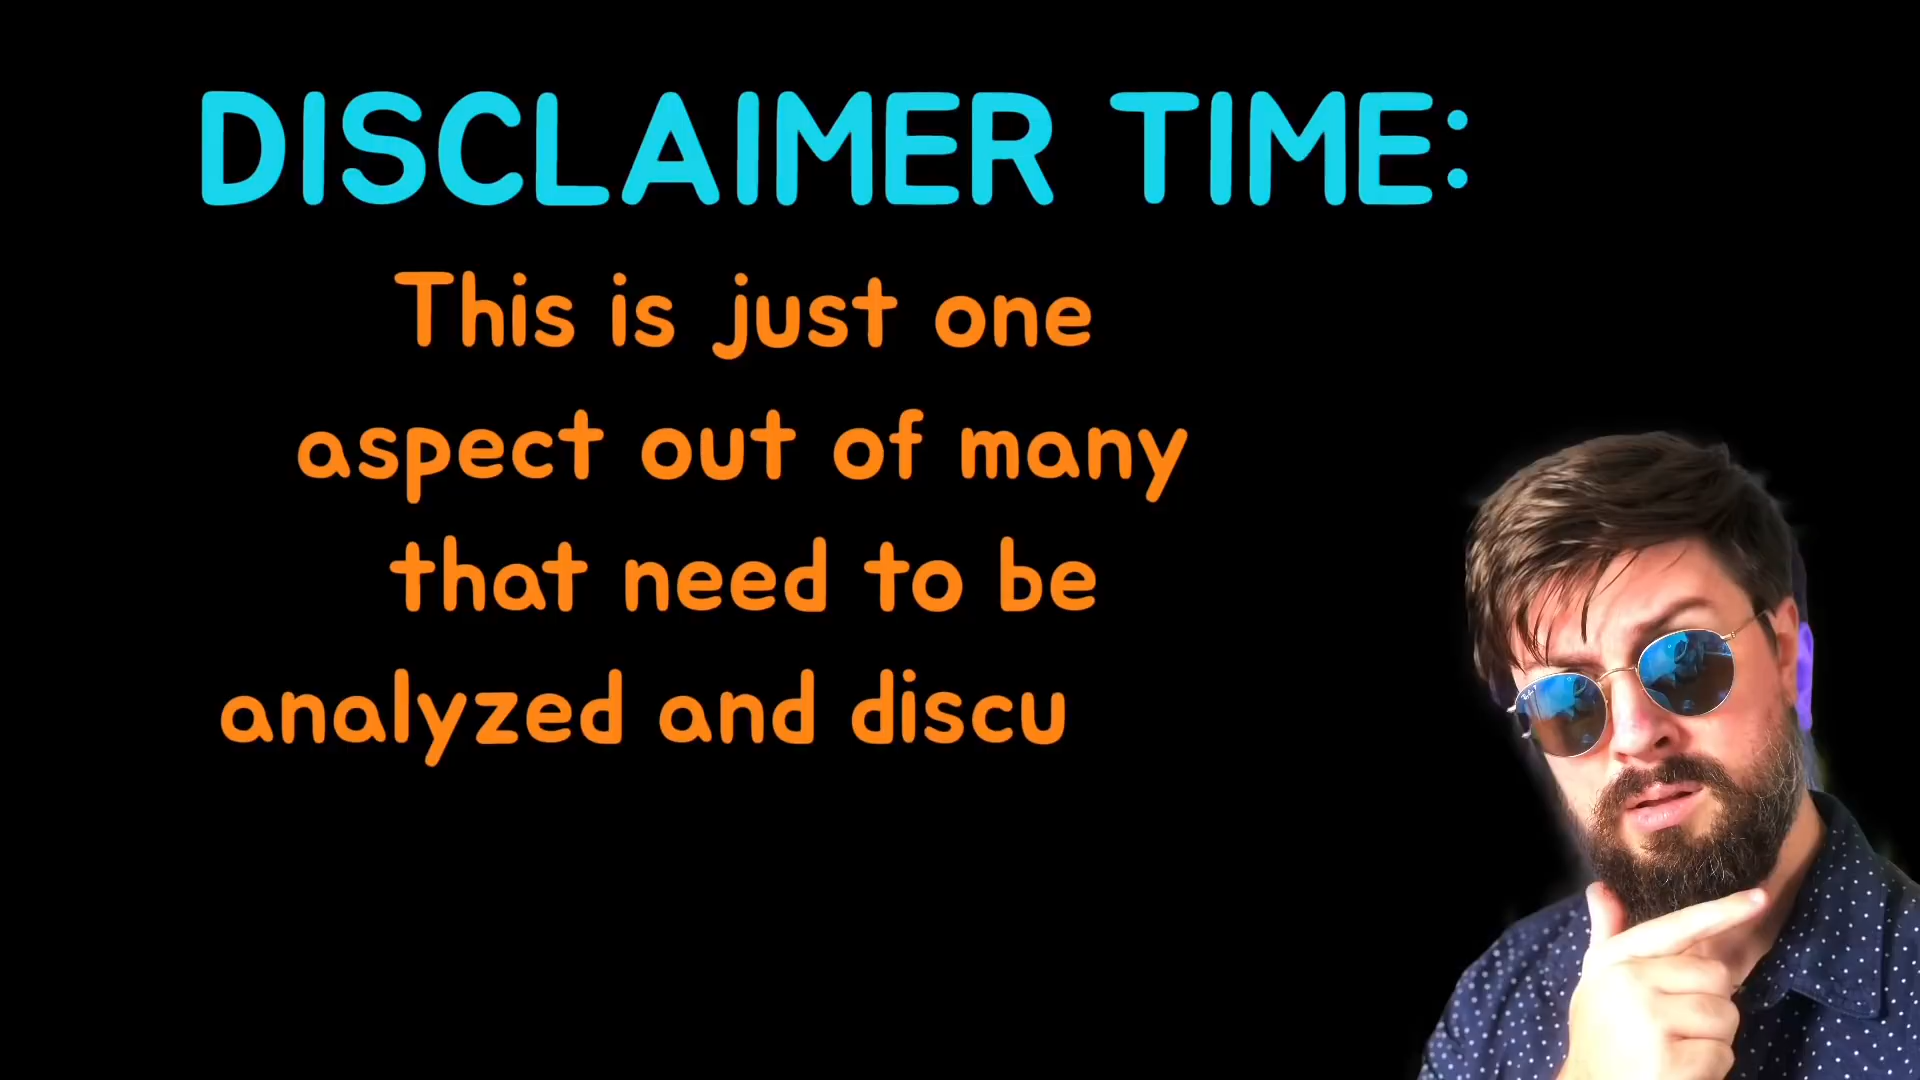 DISCLAIMER TIME:
This is just one
aspect out of many
that need to be
analyzed and discu